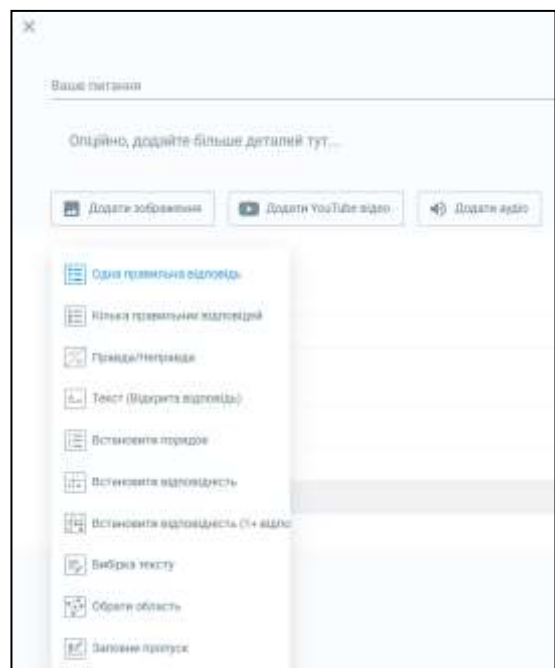 Ваше питання
Опційно, додайте більше деталей тут...
Додати зображення Додати YouTube відео Додати аудіо
Одна правильна відповідь
Кілька правильних відповідей
Правда/Неправда
Текст (Відкрита відповідь)
Встановити порядок
Встановити відповідність
Встановити відповідність (1+ відпо
Вибірка тексту
Обрати область
Заповни пропуск